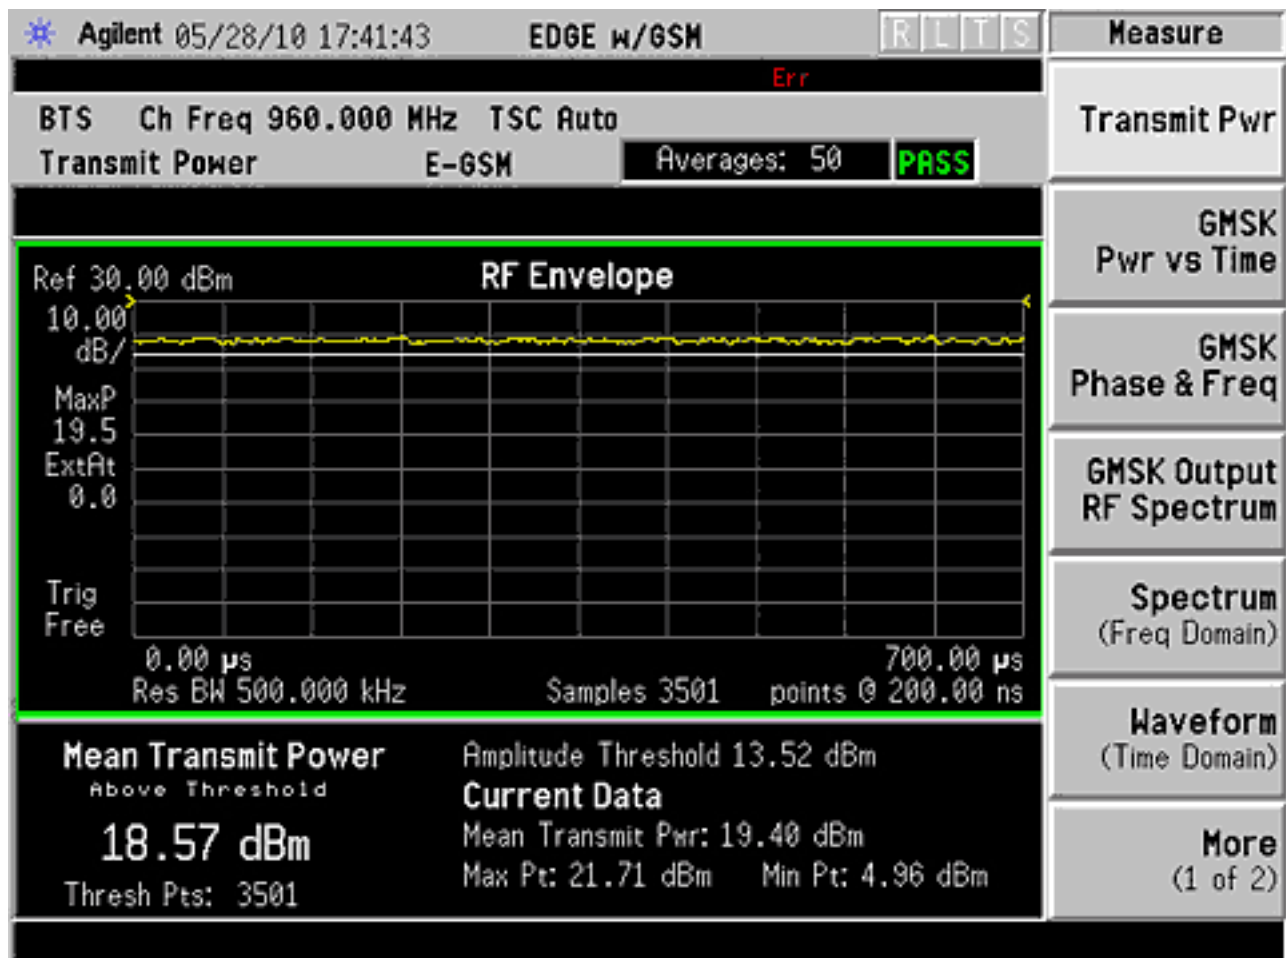 Agilent 05/28/10 17:41:43 EDGE w/GSM R L T S
Err
BTS Ch Freq 960.000 MHz TSC Auto
Transmit Power E-GSM Averages: 50 PASS
Ref 30.00 dBm RF Envelope
10.00
dB/
MaxP
19.5
ExtAt
0.0
Trig
Free
0.00 µs 700.00 µs
Res BW 500.000 kHz Samples 3501 points @ 200.00 ns
Mean Transmit Power
Above Threshold
18.57 dBm
Thresh Pts: 3501
Amplitude Threshold 13.52 dBm
Current Data
Mean Transmit Pwr: 19.40 dBm
Max Pt: 21.71 dBm Min Pt: 4.96 dBm
Measure
Transmit Pwr
GMSK
Pwr vs Time
GMSK
Phase & Freq
GMSK Output
RF Spectrum
Spectrum
(Freq Domain)
Waveform
(Time Domain)
More
(1 of 2)